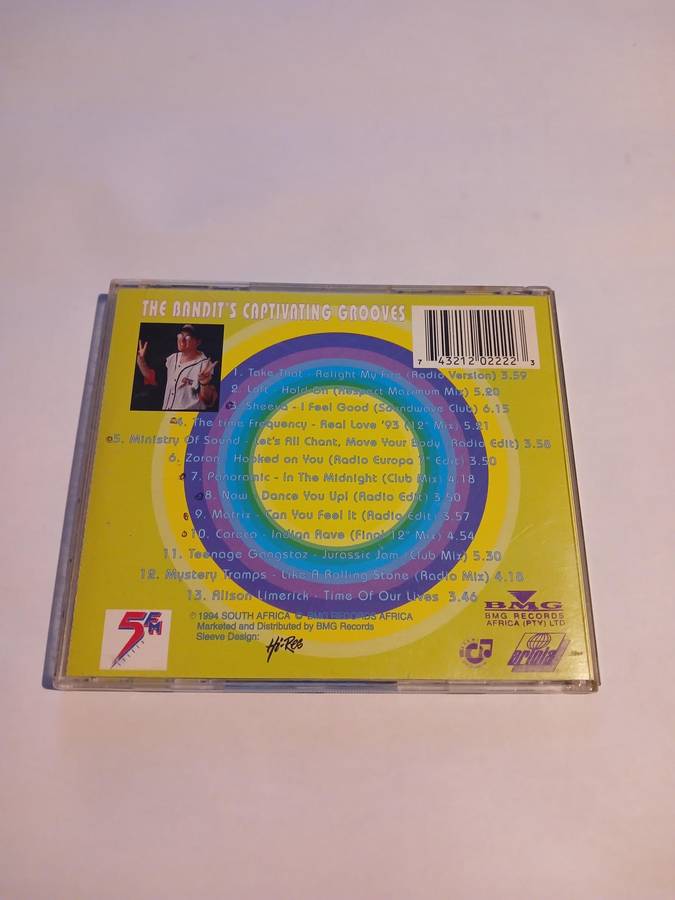 THE BANDIT'S CAPTIVATING GROOVES
7 43212 02222 3
1. Take That - Relight My Fire (Radio Version) 3.59
2. Loft - Hold On (Respect Maximum Mix) 5.20
3. Sheeva - I Feel Good (Soundwave Club) 6.15
4. The time Frequency - Real Love '93 (12" Mix) 5.21
5. Ministry Of Sound - Let's All Chant, Move Your Body (Radio Edit) 3.58
6. Zoran - Hooked on You (Radio Europa 7" Edit) 3.50
7. Panoramic - In The Midnight (Club Mix) 4.18
8. Now - Dance You Up! (Radio Edit) 3.50
9. Matrix - Can You Feel It (Radio Edit) 3.57
10. - Indian Rave (Final 12" Mix) 4.54
11. Teenage Gangstaz - Jurassic Jam (Club Mix) 5.30
12. Mystery Tramps - Like A Rolling Stone (Radio Mix) 4.18
13. Alison Limerick - Time Of Our Lives 3.46
℗ 1994 SOUTH AFRICA © BMG RECORDS AFRICA
Marketed and Distributed by BMG Records
Sleeve Design: Hi-Res
5FM
BMG
BMG RECORDS
AFRICA (PTY) LTD
ariola